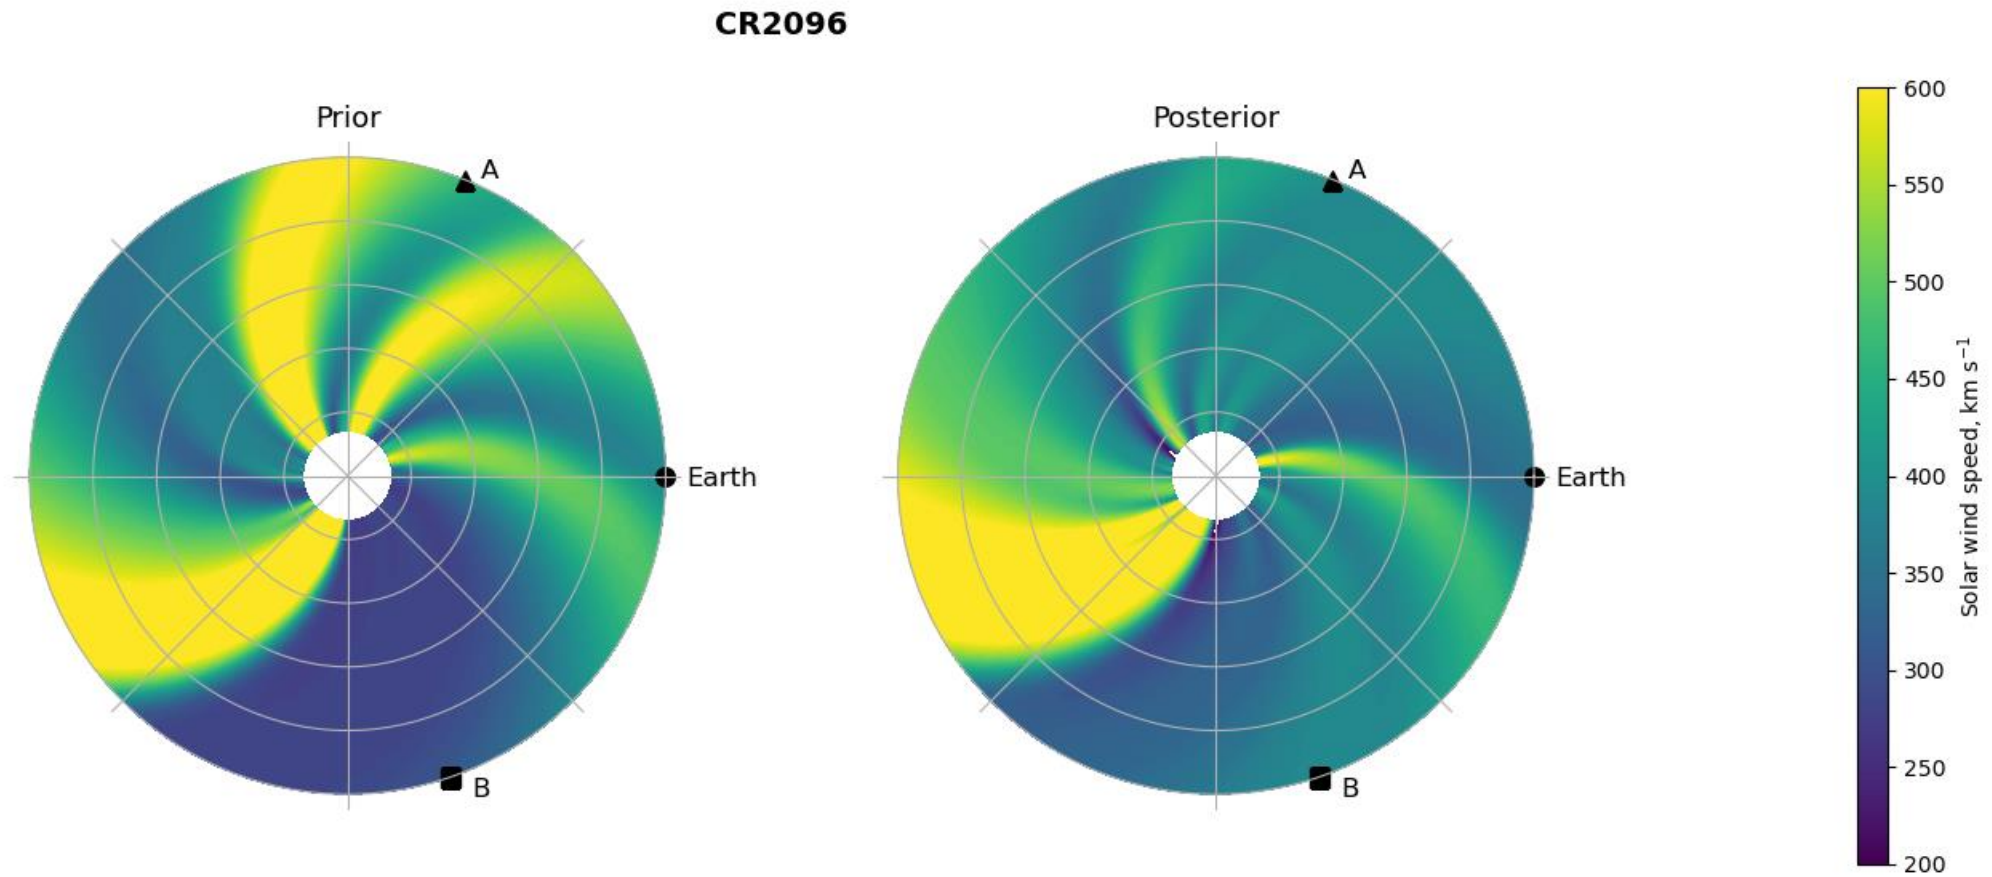 CR2096
Prior
A
Earth
B
Posterior
A
Earth
B
600
550
500
450
400
350
300
250
200
Solar wind speed, km s⁻¹